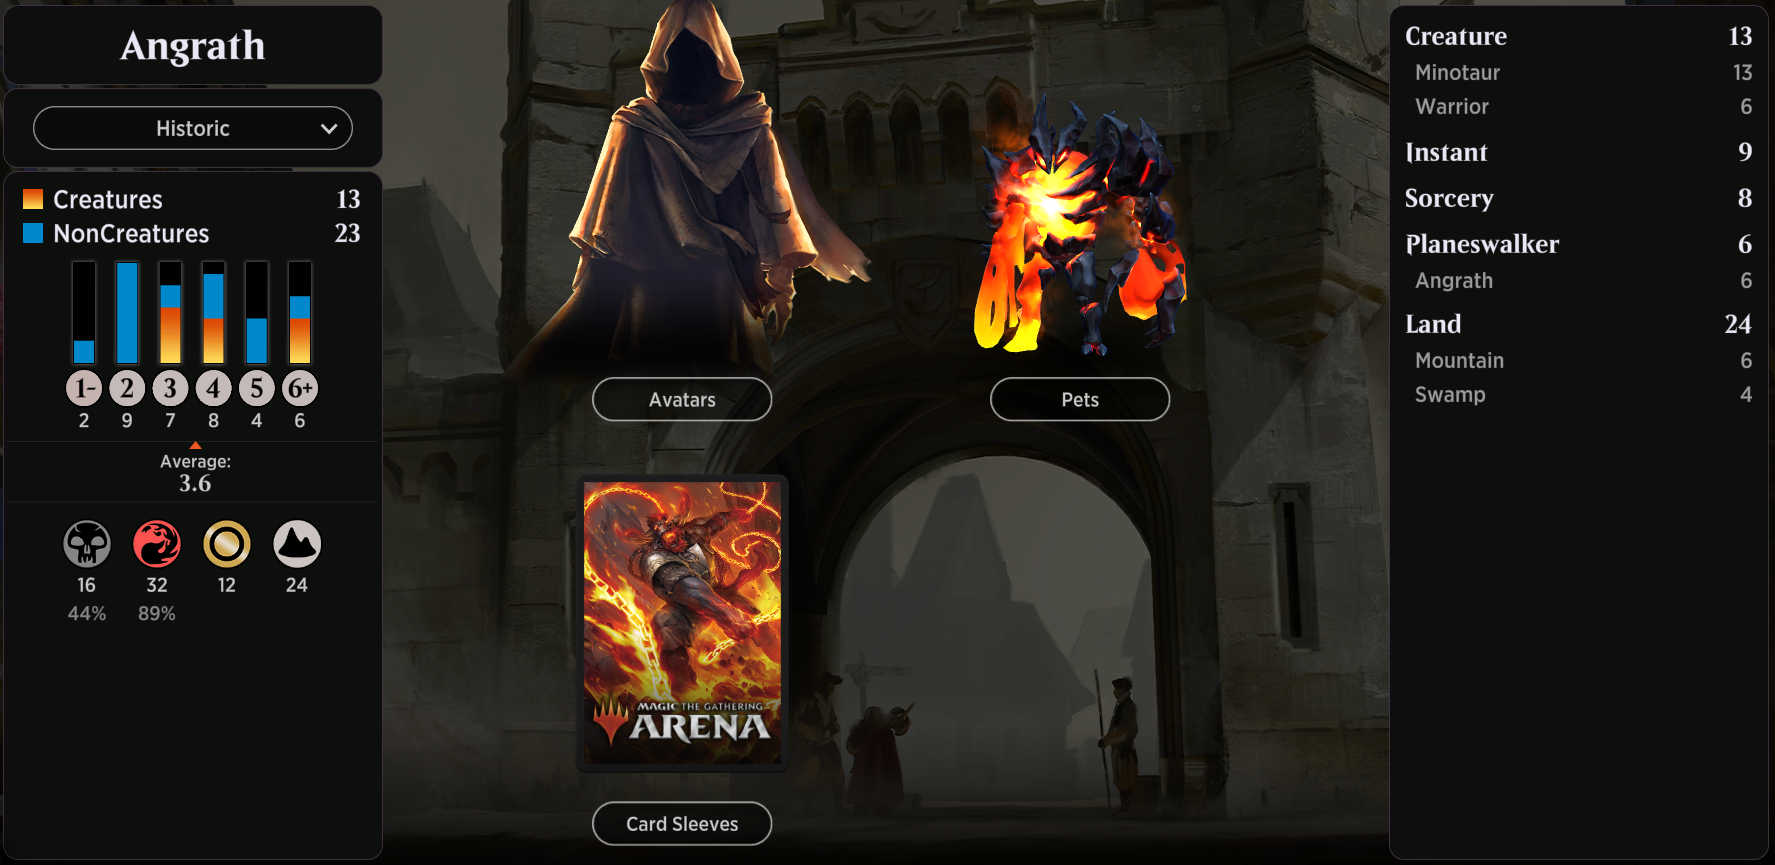 Angrath
Historic
Creatures 13
NonCreatures 23
1- 2 3 4 5 6+
2 9 7 8 4 6
Average:
3.6
16 32 12 24
44% 89%
Avatars
Pets
MAGIC THE GATHERING
ARENA
Card Sleeves
Creature 13
Minotaur 13
Warrior 6
Instant 9
Sorcery 8
Planeswalker 6
Angrath 6
Land 24
Mountain 6
Swamp 4